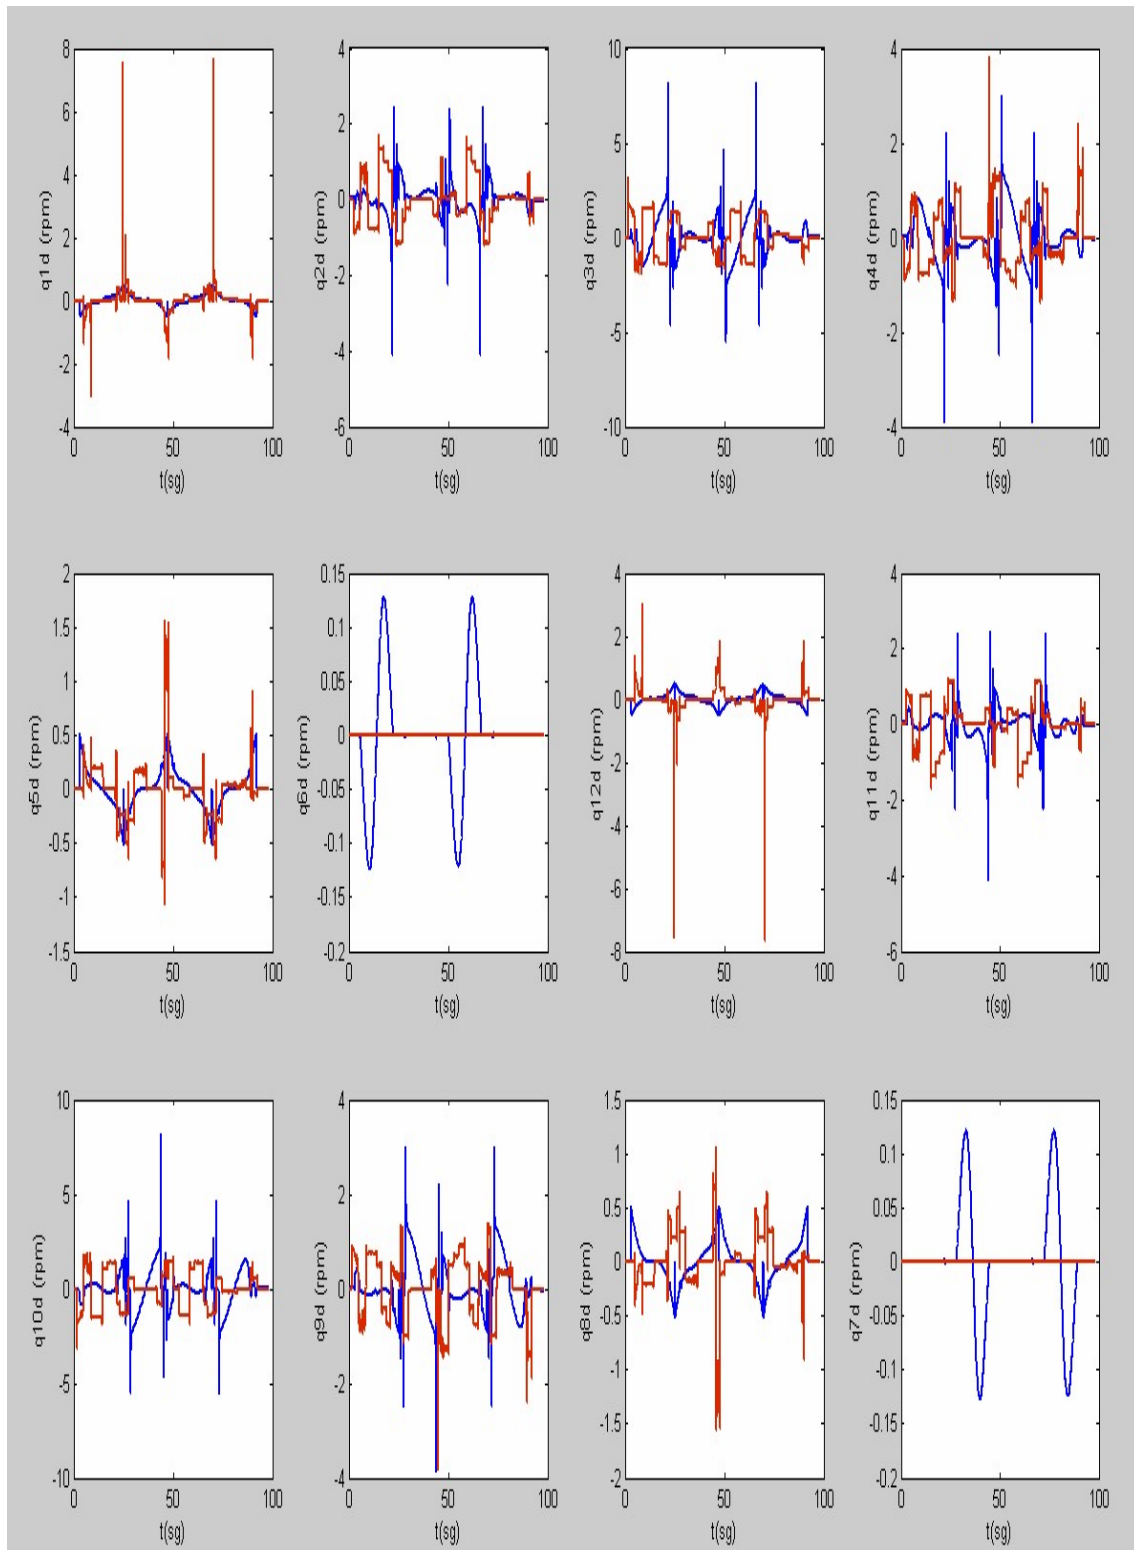 8
6
4
2
0
-2
-4
q1d (rpm)
0 50 100
t(sg)
4
2
0
-2
-4
-6
q2d (rpm)
0 50 100
t(sg)
10
5
0
-5
-10
q3d (rpm)
0 50 100
t(sg)
4
2
0
-2
-4
q4d (rpm)
0 50 100
t(sg)
2
1.5
1
0.5
0
-0.5
-1
-1.5
q5d (rpm)
0 50 100
t(sg)
0.15
0.1
0.05
0
-0.05
-0.1
-0.15
-0.2
q6d (rpm)
0 50 100
t(sg)
4
2
0
-2
-4
-6
-8
q12d (rpm)
0 50 100
t(sg)
4
2
0
-2
-4
-6
q11d (rpm)
0 50 100
t(sg)
10
5
0
-5
-10
q10d (rpm)
0 50 100
t(sg)
4
2
0
-2
-4
q9d (rpm)
0 50 100
t(sg)
1.5
1
0.5
0
-0.5
-1
-1.5
-2
q8d (rpm)
0 50 100
t(sg)
0.15
0.1
0.05
0
-0.05
-0.1
-0.15
-0.2
q7d (rpm)
0 50 100
t(sg)